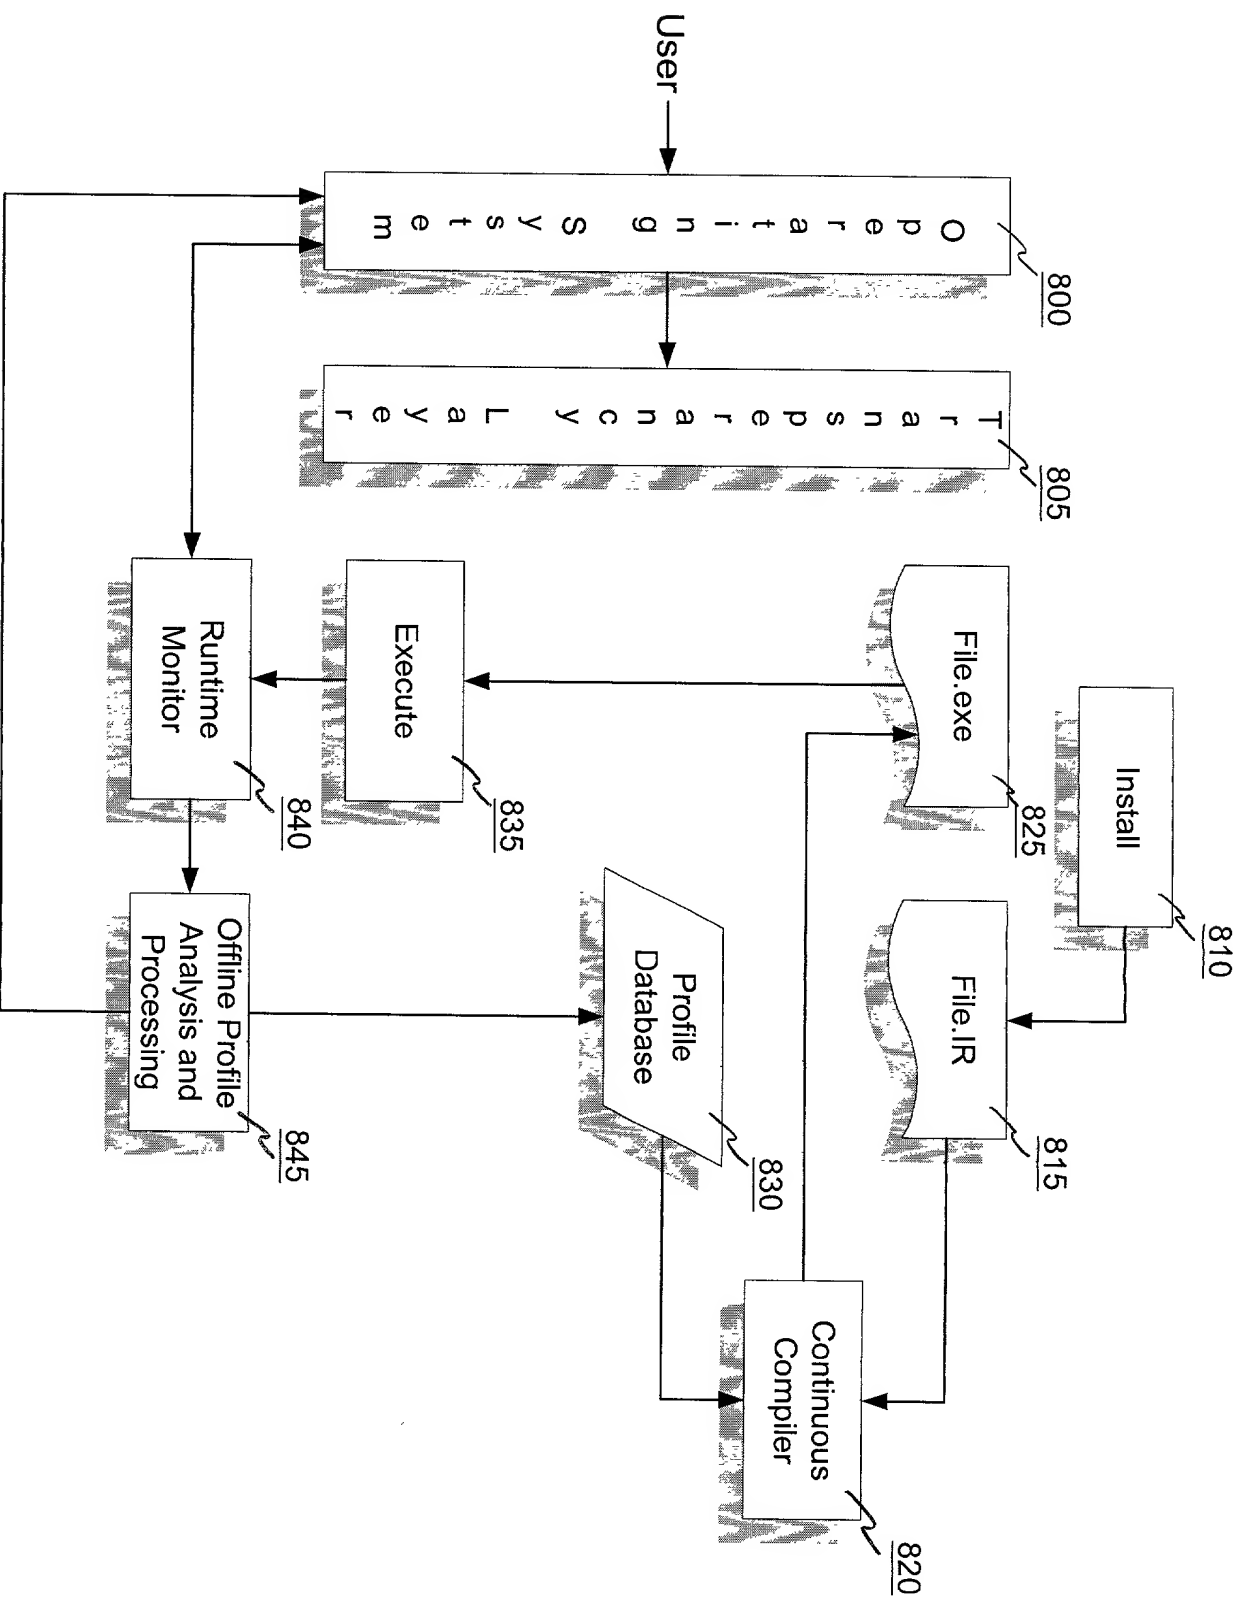 User
Operating System
800
Transparency Layer
805
Install
810
File.exe
825
File.IR
815
Continuous
Compiler
820
Profile
Database
830
Execute
835
Runtime
Monitor
840
Offline Profile
Analysis and
Processing
845